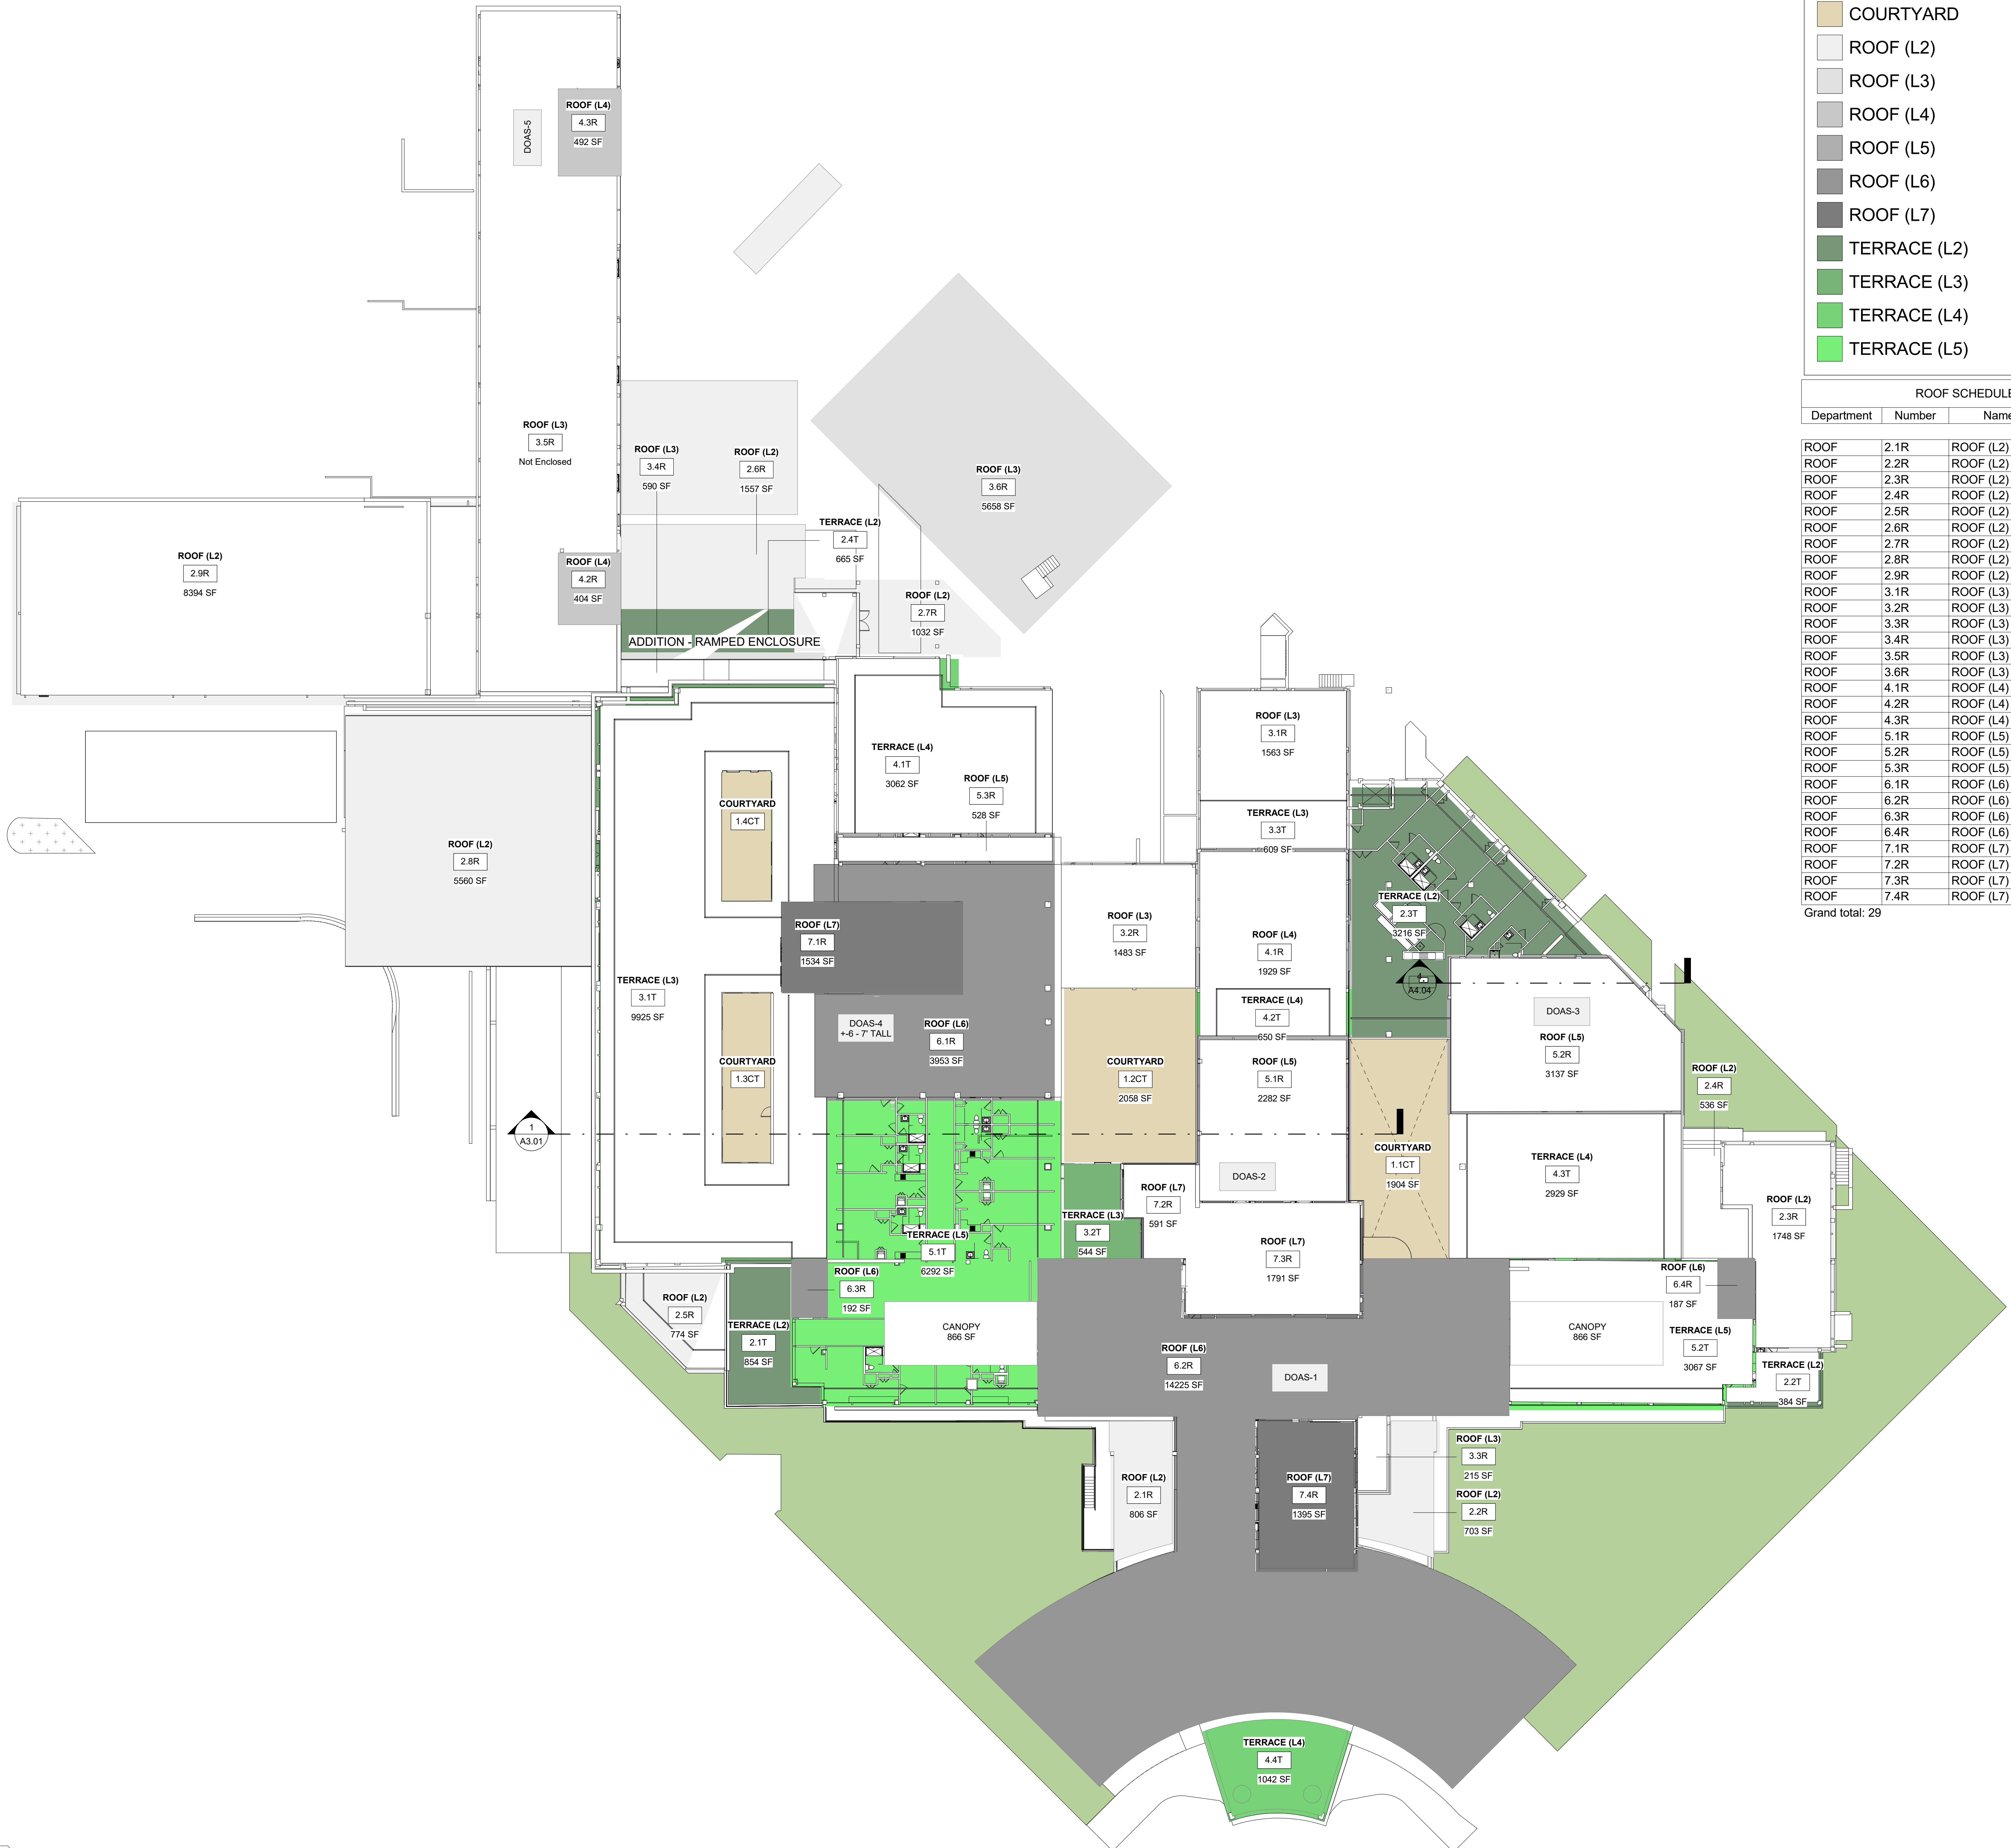 COURTYARD
ROOF (L2)
ROOF (L3)
ROOF (L4)
ROOF (L5)
ROOF (L6)
ROOF (L7)
TERRACE (L2)
TERRACE (L3)
TERRACE (L4)
TERRACE (L5)
ROOF SCHEDULE
Department Number Name
ROOF 2.1R ROOF (L2)
ROOF 2.2R ROOF (L2)
ROOF 2.3R ROOF (L2)
ROOF 2.4R ROOF (L2)
ROOF 2.5R ROOF (L2)
ROOF 2.6R ROOF (L2)
ROOF 2.7R ROOF (L2)
ROOF 2.8R ROOF (L2)
ROOF 2.9R ROOF (L2)
ROOF 3.1R ROOF (L3)
ROOF 3.2R ROOF (L3)
ROOF 3.3R ROOF (L3)
ROOF 3.4R ROOF (L3)
ROOF 3.5R ROOF (L3)
ROOF 3.6R ROOF (L3)
ROOF 4.1R ROOF (L4)
ROOF 4.2R ROOF (L4)
ROOF 4.3R ROOF (L4)
ROOF 5.1R ROOF (L5)
ROOF 5.2R ROOF (L5)
ROOF 5.3R ROOF (L5)
ROOF 6.1R ROOF (L6)
ROOF 6.2R ROOF (L6)
ROOF 6.3R ROOF (L6)
ROOF 6.4R ROOF (L6)
ROOF 7.1R ROOF (L7)
ROOF 7.2R ROOF (L7)
ROOF 7.3R ROOF (L7)
ROOF 7.4R ROOF (L7)
Grand total: 29
DOAS-5
ROOF (L4)
4.3R
492 SF
ROOF (L3)
3.5R
Not Enclosed
ROOF (L3)
3.4R
590 SF
ROOF (L2)
2.6R
1557 SF
ROOF (L3)
3.6R
5658 SF
TERRACE (L2)
2.4T
665 SF
ROOF (L2)
2.9R
8394 SF
ROOF (L4)
4.2R
404 SF
ROOF (L2)
2.7R
1032 SF
ADDITION - RAMPED ENCLOSURE
ROOF (L3)
3.1R
1563 SF
TERRACE (L4)
4.1T
3062 SF
ROOF (L5)
5.3R
528 SF
COURTYARD
1.4CT
TERRACE (L3)
3.3T
609 SF
ROOF (L2)
2.8R
5560 SF
TERRACE (L2)
2.3T
3216 SF
ROOF (L7)
7.1R
1534 SF
ROOF (L3)
3.2R
1483 SF
ROOF (L4)
4.1R
1929 SF
4
A4.04
TERRACE (L3)
3.1T
9925 SF
TERRACE (L4)
4.2T
650 SF
DOAS-3
DOAS-4
+-6 - 7' TALL
ROOF (L6)
6.1R
3953 SF
ROOF (L5)
5.2R
3137 SF
COURTYARD
1.3CT
COURTYARD
1.2CT
2058 SF
ROOF (L5)
5.1R
2282 SF
ROOF (L2)
2.4R
536 SF
1
A3.01
COURTYARD
1.1CT
1904 SF
TERRACE (L4)
4.3T
2929 SF
DOAS-2
ROOF (L7)
7.2R
591 SF
ROOF (L2)
2.3R
1748 SF
TERRACE (L3)
3.2T
544 SF
TERRACE (L5)
5.1T
6292 SF
ROOF (L7)
7.3R
1791 SF
ROOF (L6)
6.3R
192 SF
ROOF (L6)
6.4R
187 SF
ROOF (L2)
2.5R
774 SF
TERRACE (L2)
2.1T
854 SF
CANOPY
866 SF
CANOPY
866 SF
TERRACE (L5)
5.2T
3067 SF
ROOF (L6)
6.2R
14225 SF
DOAS-1
TERRACE (L2)
2.2T
384 SF
ROOF (L3)
3.3R
215 SF
ROOF (L2)
2.1R
806 SF
ROOF (L7)
7.4R
1395 SF
ROOF (L2)
2.2R
703 SF
TERRACE (L4)
4.4T
1042 SF